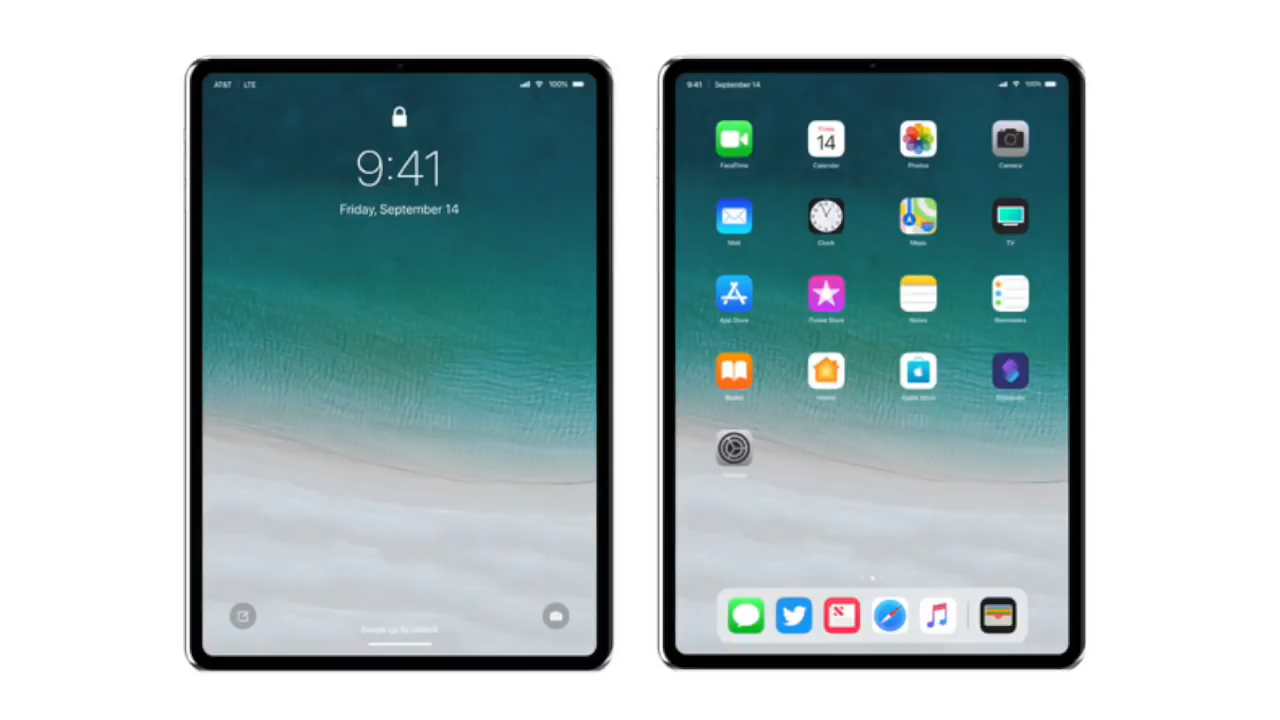 AT&T LTE
100%
9:41
Friday, September 14
Swipe up to unlock
9:41 September 14
100%
FaceTime
Friday
14
Calendar
Photos
Camera
Mail
Clock
Maps
TV
App Store
iTunes Store
Notes
Reminders
Books
Home
Apple Store